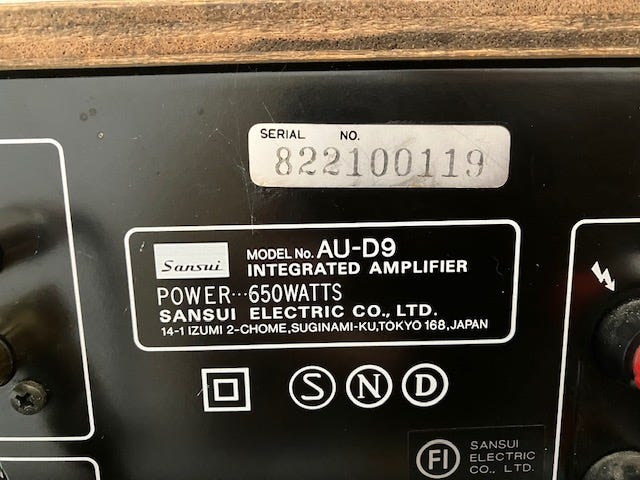 SERIAL NO.
822100119
Sansui
MODEL No. AU-D9
INTEGRATED AMPLIFIER
POWER···650WATTS
SANSUI ELECTRIC CO., LTD.
14-1 IZUMI 2-CHOME, SUGINAMI-KU, TOKYO 168, JAPAN
S N D
FI
SANSUI
ELECTRIC
CO., LTD.